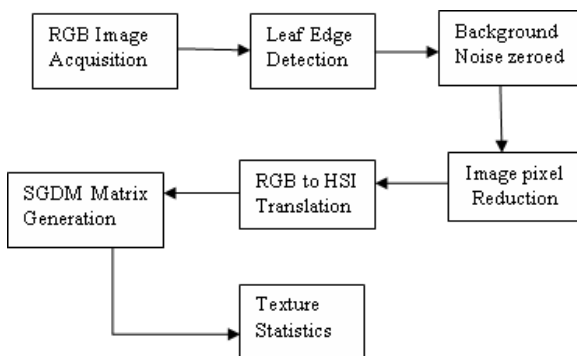 RGB Image
Acquisition
Leaf Edge
Detection
Background
Noise zeroed
Image pixel
Reduction
RGB to HSI
Translation
SGDM Matrix
Generation
Texture
Statistics